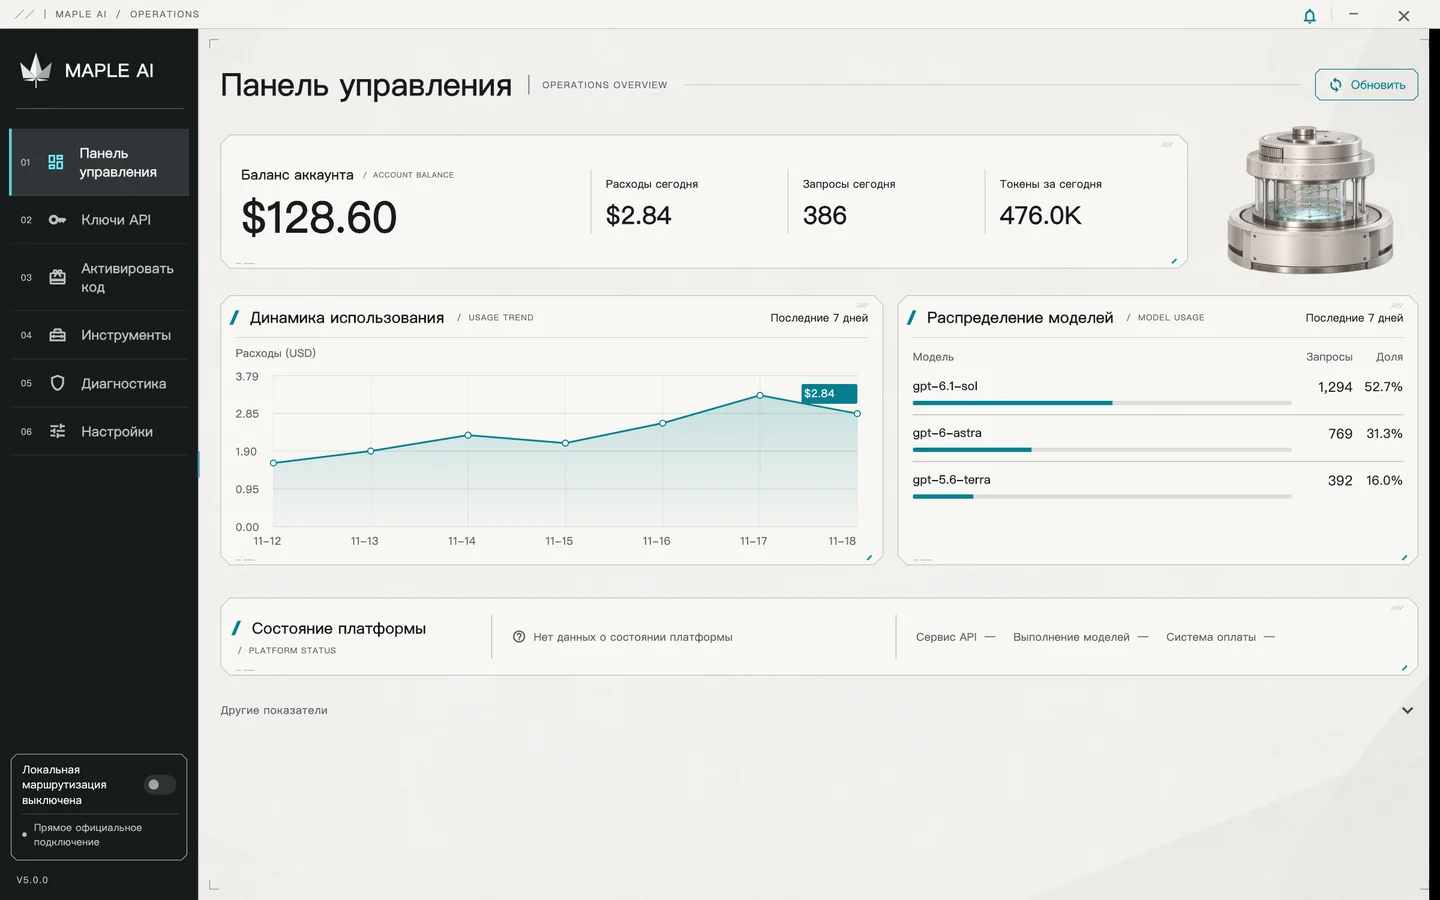 MAPLE AI / OPERATIONS
MAPLE AI
01 Панель управления
02 Ключи API
03 Активировать код
04 Инструменты
05 Диагностика
06 Настройки
Локальная
маршрутизация
выключена
Прямое официальное
подключение
V5.0.0
Панель управления
OPERATIONS OVERVIEW
Обновить
Баланс аккаунта / ACCOUNT BALANCE
$128.60
Расходы сегодня
$2.84
Запросы сегодня
386
Токены за сегодня
476.0K
Динамика использования / USAGE TREND
Последние 7 дней
Расходы (USD)
3.79
2.85
1.90
0.95
0.00
$2.84
11-12 11-13 11-14 11-15 11-16 11-17 11-18
Распределение моделей / MODEL USAGE
Последние 7 дней
Модель Запросы Доля
gpt-6.1-sol 1,294 52.7%
gpt-6-astra 769 31.3%
gpt-5.6-terra 392 16.0%
Состояние платформы
/ PLATFORM STATUS
Нет данных о состоянии платформы
Сервис API — Выполнение моделей — Система оплаты —
Другие показатели